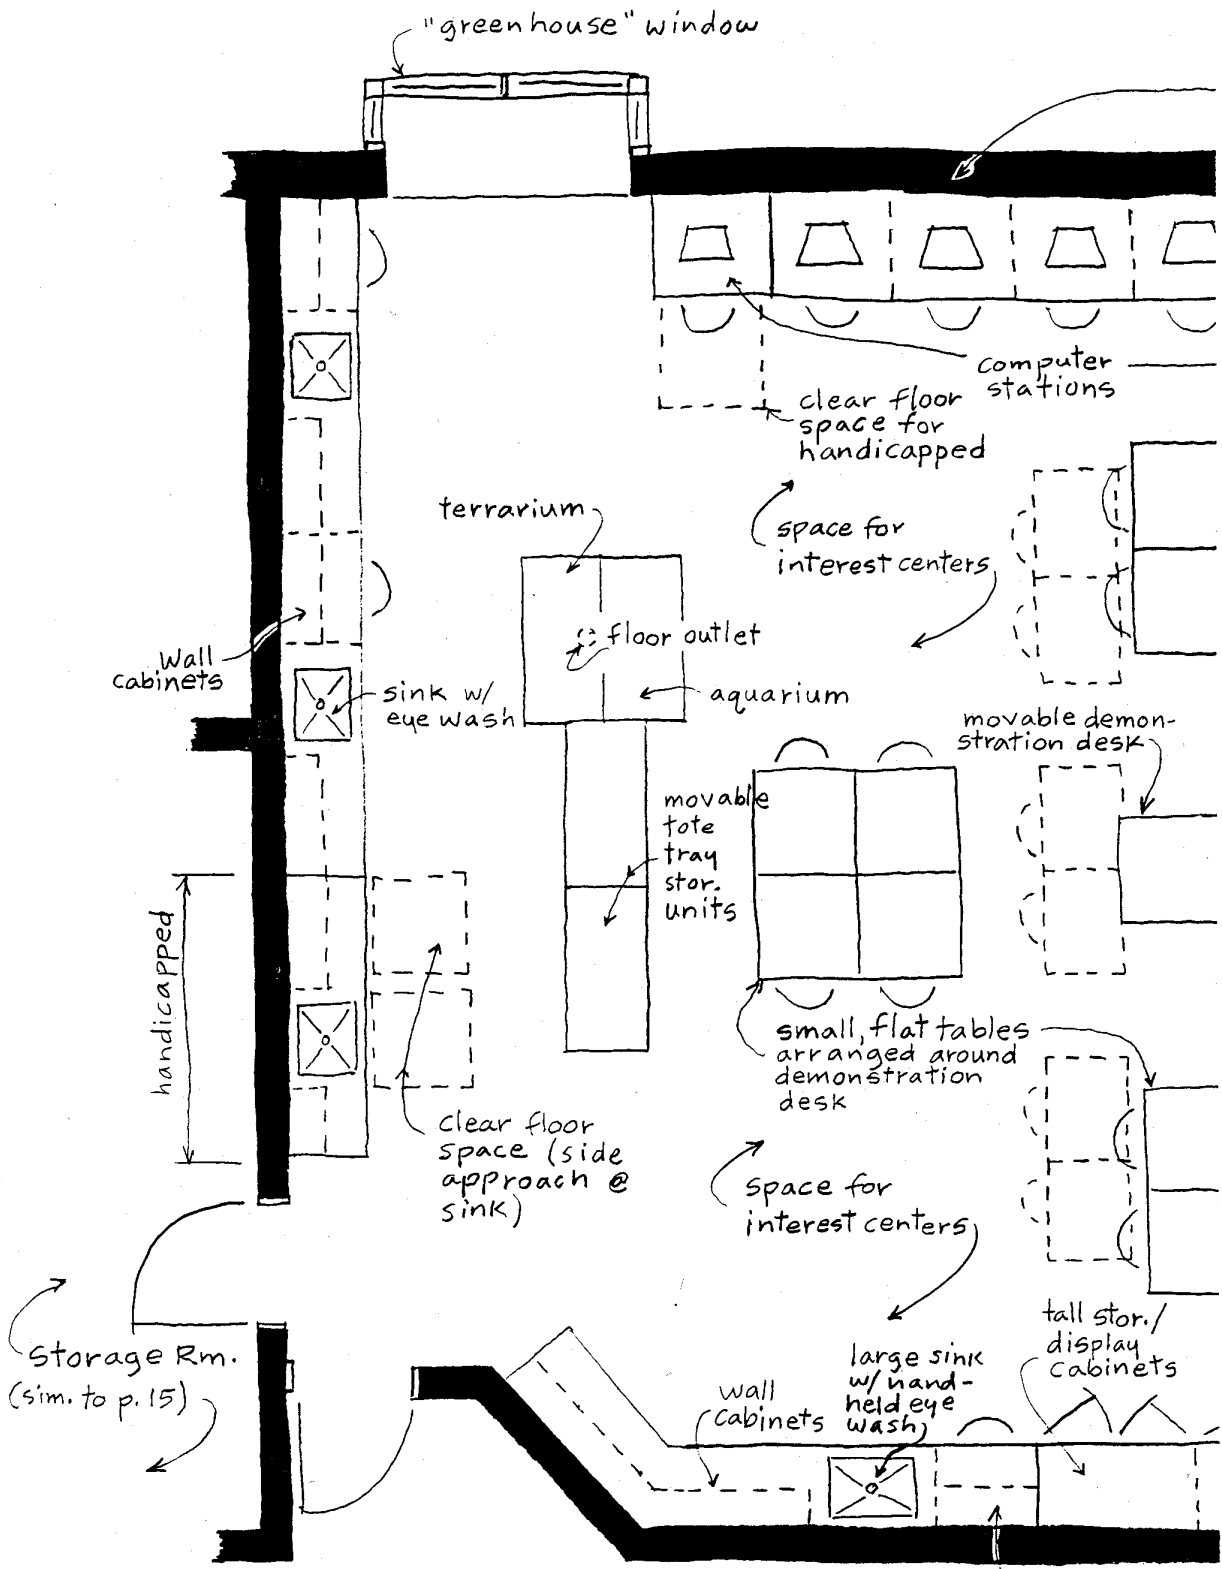 "greenhouse" window
computer
stations
clear floor
space for
handicapped
terrarium
space for
interest centers
floor outlet
Wall
cabinets
sink w/
eye wash
aquarium
movable demon-
stration desk
movable
tote
tray
stor.
units
handicapped
small, flat tables
arranged around
demonstration
desk
clear floor
space (side
approach @
sink)
space for
interest centers
Storage Rm.
(sim. to p. 15)
tall stor./
display
cabinets
large sink
w/ hand-
held eye
wash
wall
cabinets